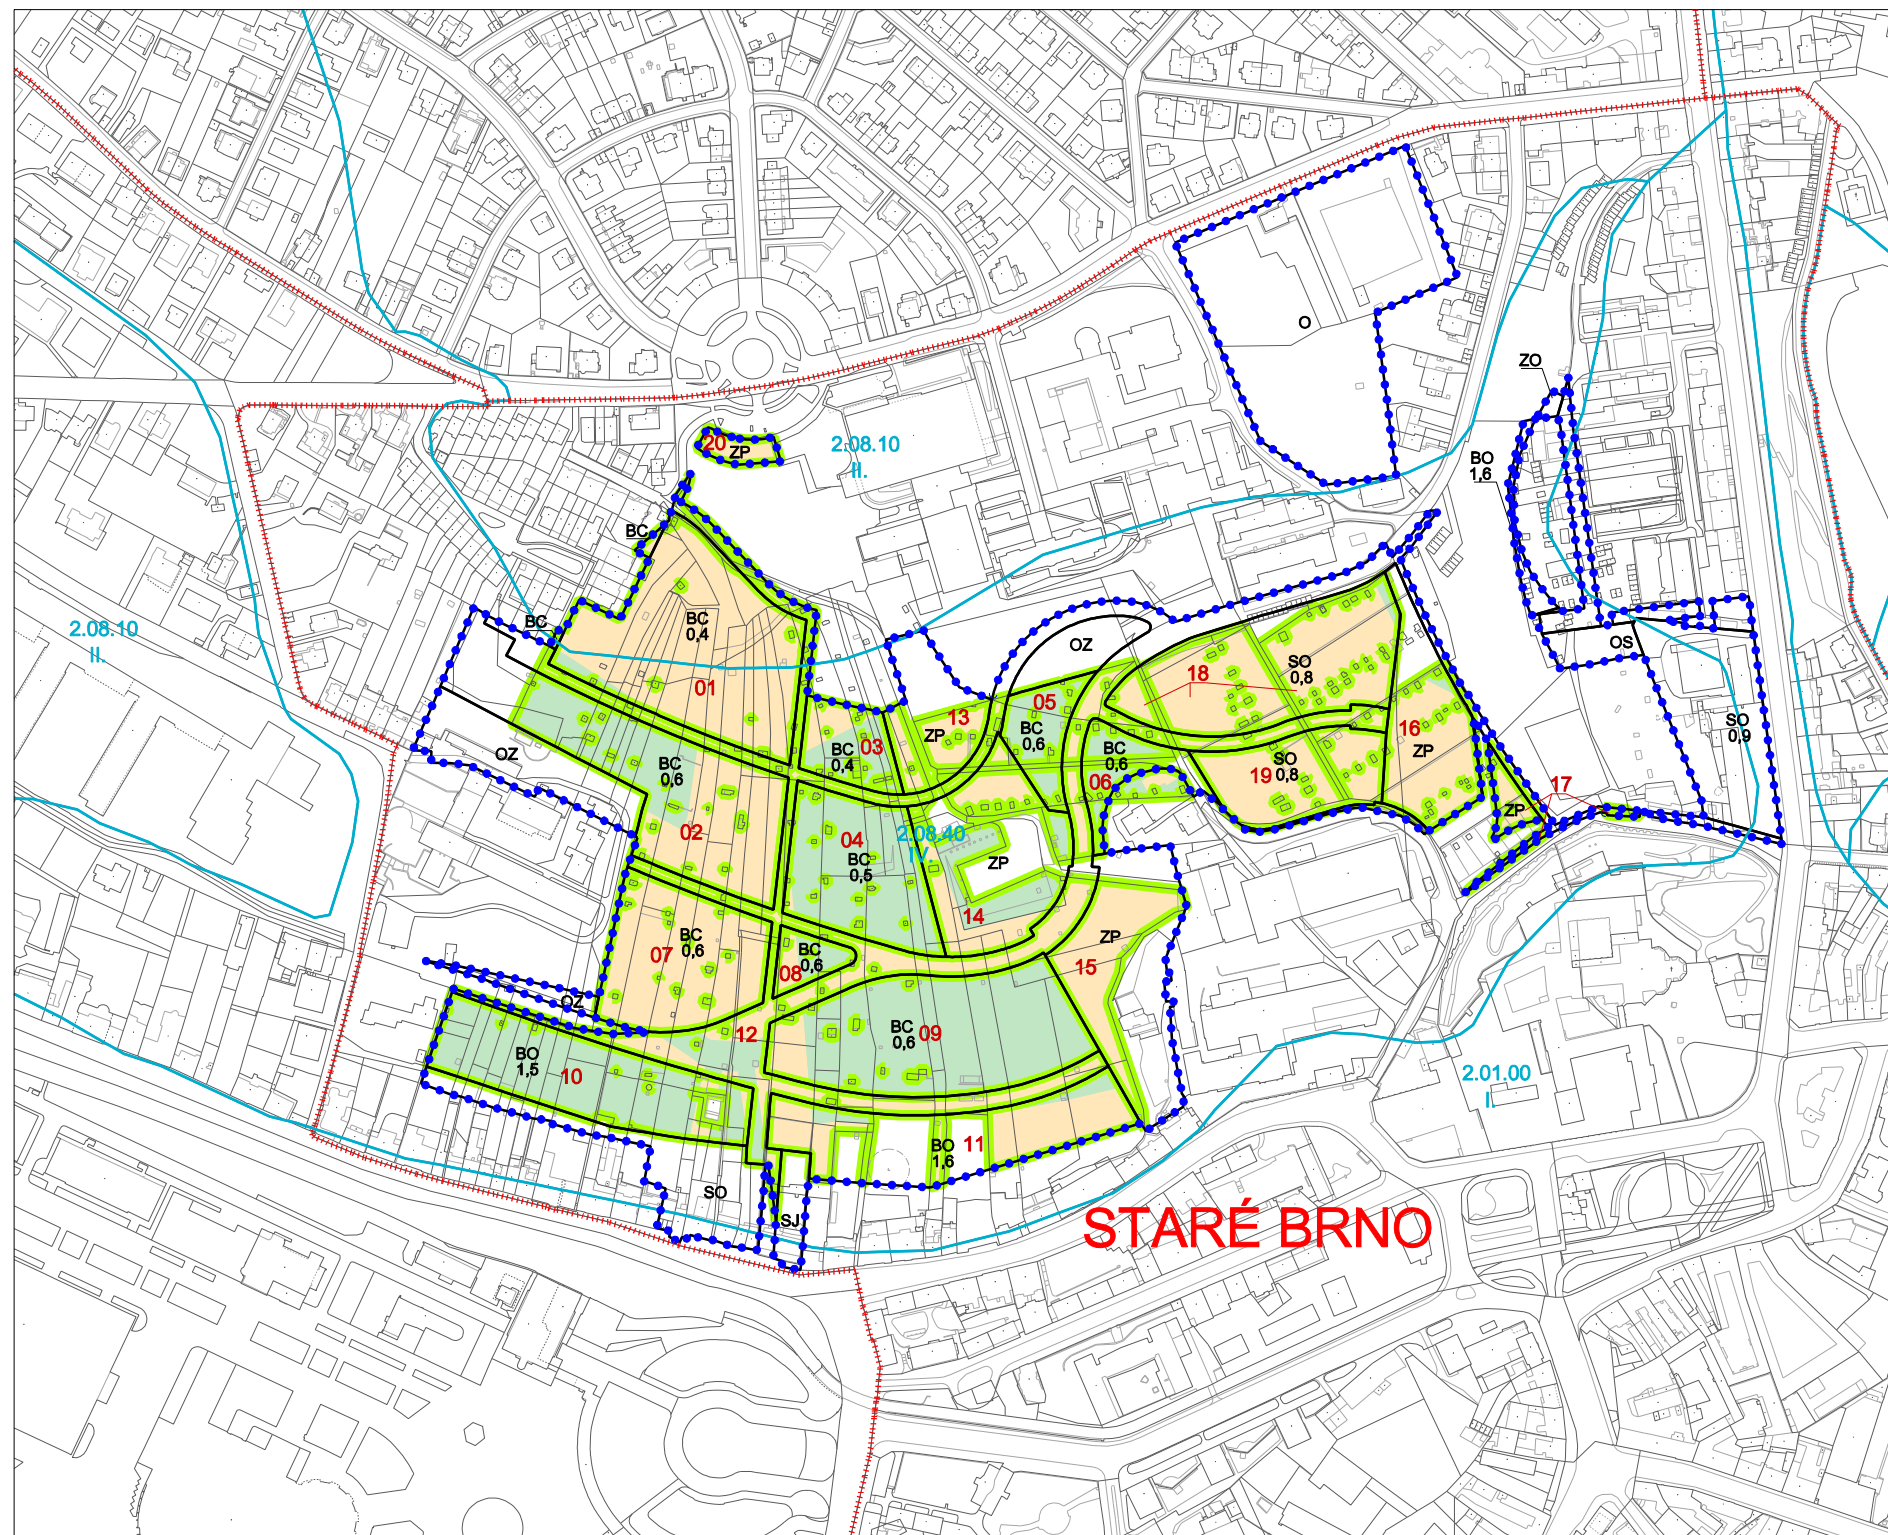 O
ZO
20
ZP
2.08.10
II.
BO
1,6
BC
BC
BC
0,4
2.08.10
II.
OZ
OS
SO
0,8
18
01
05
13
ZP
BC
0,6
03
BC
0,4
BC
0,6
16
ZP
SO
0,9
OZ
BC
0,6
06
19
SO
0,8
17
ZP
02
04
BC
0,5
2.08.40
IV.
ZP
14
BC
0,6
07
BC
0,6
08
ZP
15
OZ
12
BC
0,6
09
BO
1,5
10
2.01.00
I.
BO
1,6
11
SO
SJ
STARÉ BRNO